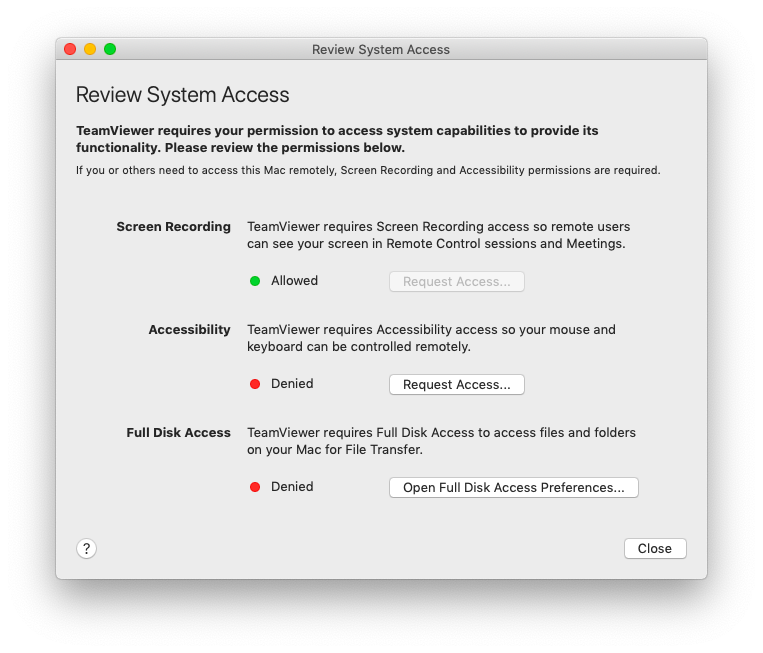 Review System Access
Review System Access
TeamViewer requires your permission to access system capabilities to provide its
functionality. Please review the permissions below.
If you or others need to access this Mac remotely, Screen Recording and Accessibility permissions are required.
Screen Recording
TeamViewer requires Screen Recording access so remote users
can see your screen in Remote Control sessions and Meetings.
Allowed
Request Access...
Accessibility
TeamViewer requires Accessibility access so your mouse and
keyboard can be controlled remotely.
Denied
Request Access...
Full Disk Access
TeamViewer requires Full Disk Access to access files and folders
on your Mac for File Transfer.
Denied
Open Full Disk Access Preferences...
?
Close